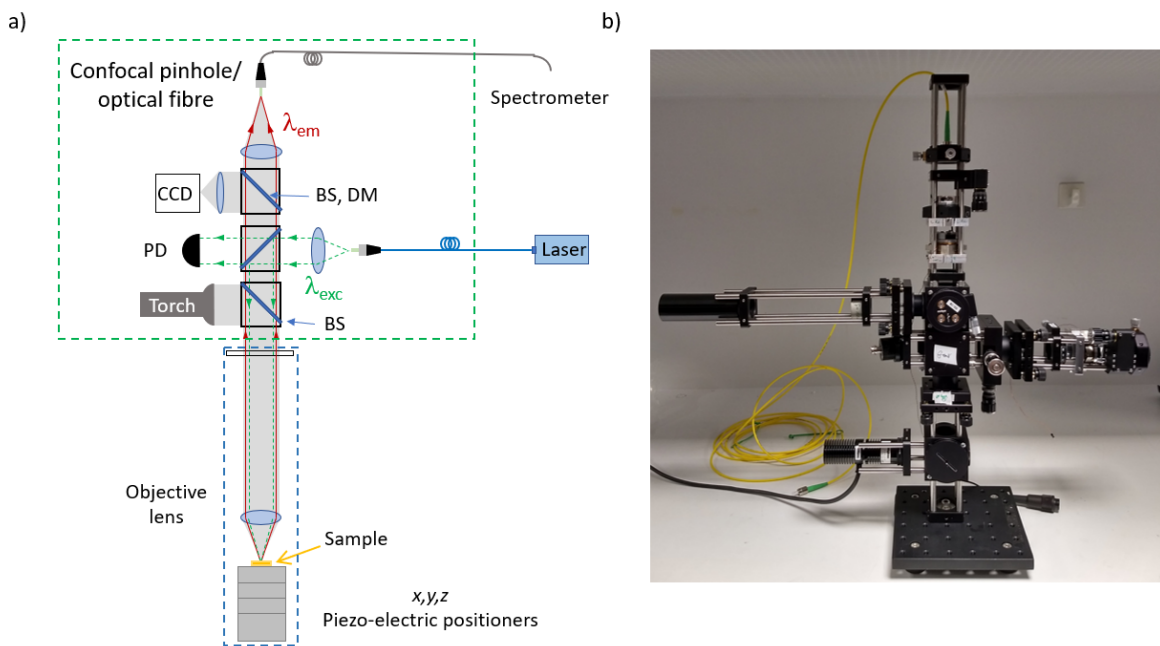 a)
b)
Confocal pinhole/
optical fibre
Spectrometer
λem
CCD
BS, DM
PD
Laser
λexc
Torch
BS
Objective
lens
Sample
x,y,z
Piezo-electric positioners